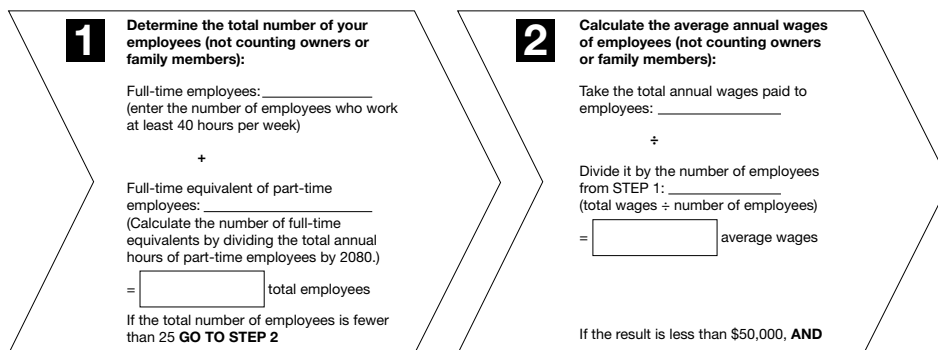 1
Determine the total number of your
employees (not counting owners or
family members):
Full-time employees:______________
(enter the number of employees who work
at least 40 hours per week)
+
Full-time equivalent of part-time
employees: _____________________
(Calculate the number of full-time
equivalents by dividing the total annual
hours of part-time employees by 2080.)
= total employees
If the total number of employees is fewer
than 25 GO TO STEP 2
2
Calculate the average annual wages
of employees (not counting owners
or family members):
Take the total annual wages paid to
employees: ________________
÷
Divide it by the number of employees
from STEP 1: ______________
(total wages ÷ number of employees)
= average wages
If the result is less than $50,000, AND